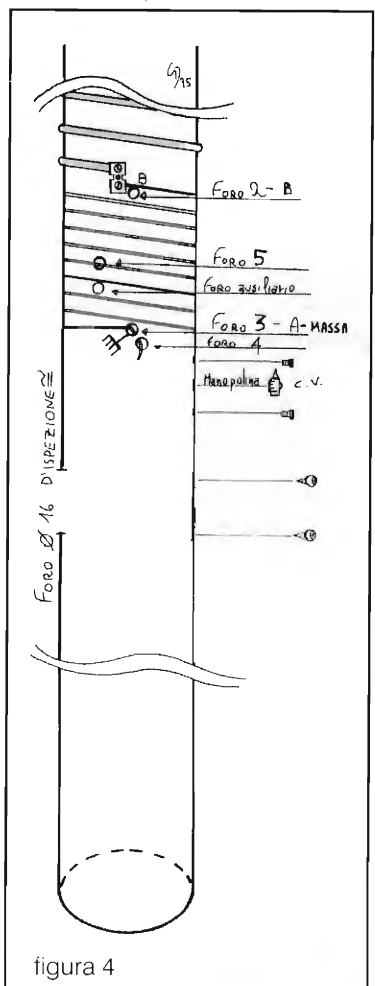 B
FORO 2 - B
FORO 5
FORO ausiliario
FORO 3 - A - MASSA
FORO 4
Manopolina C.V.
FORO Ø 16 D'ISPEZIONE ≅
figura 4